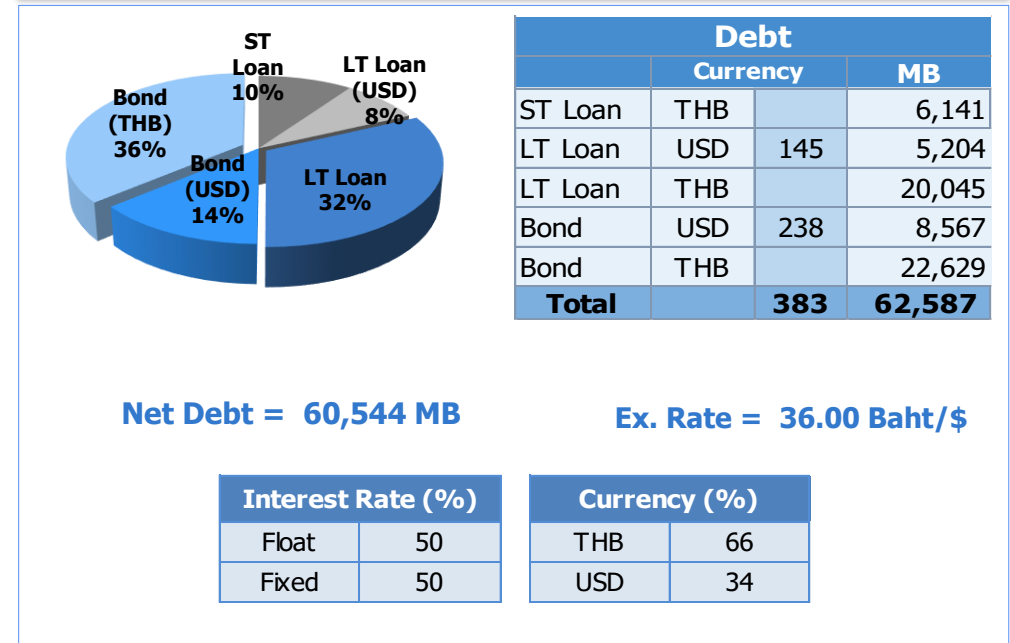 ST
Loan
10%
LT Loan
(USD)
8%
Bond
(THB)
36%
Bond
(USD)
14%
LT Loan
32%
Debt
Currency MB
ST Loan THB 6,141
LT Loan USD 145 5,204
LT Loan THB 20,045
Bond USD 238 8,567
Bond THB 22,629
Total 383 62,587
Net Debt = 60,544 MB
Ex. Rate = 36.00 Baht/$
Interest Rate (%)
Float 50
Fixed 50
Currency (%)
THB 66
USD 34